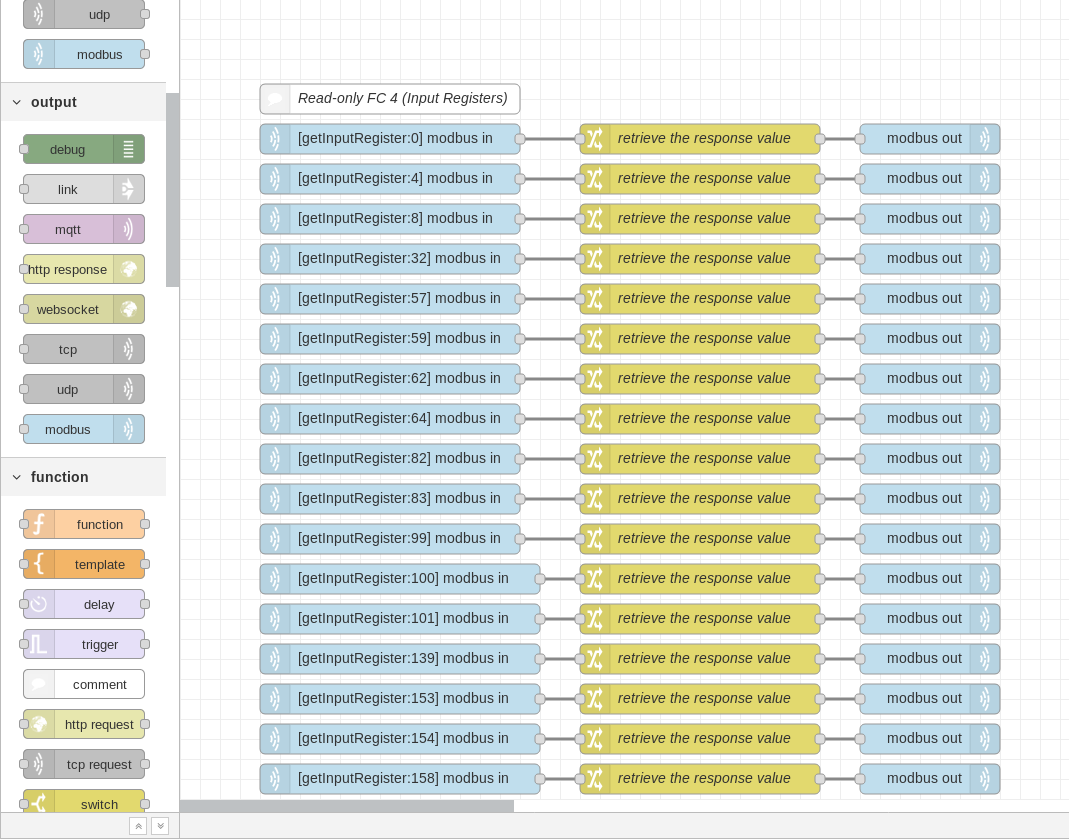 udp
modbus
output
debug
link
mqtt
http response
websocket
tcp
udp
modbus
function
function
template
delay
trigger
comment
http request
tcp request
switch
Read-only FC 4 (Input Registers)
[getInputRegister:0] modbus in retrieve the response value modbus out
[getInputRegister:4] modbus in retrieve the response value modbus out
[getInputRegister:8] modbus in retrieve the response value modbus out
[getInputRegister:32] modbus in retrieve the response value modbus out
[getInputRegister:57] modbus in retrieve the response value modbus out
[getInputRegister:59] modbus in retrieve the response value modbus out
[getInputRegister:62] modbus in retrieve the response value modbus out
[getInputRegister:64] modbus in retrieve the response value modbus out
[getInputRegister:82] modbus in retrieve the response value modbus out
[getInputRegister:83] modbus in retrieve the response value modbus out
[getInputRegister:99] modbus in retrieve the response value modbus out
[getInputRegister:100] modbus in retrieve the response value modbus out
[getInputRegister:101] modbus in retrieve the response value modbus out
[getInputRegister:139] modbus in retrieve the response value modbus out
[getInputRegister:153] modbus in retrieve the response value modbus out
[getInputRegister:154] modbus in retrieve the response value modbus out
[getInputRegister:158] modbus in retrieve the response value modbus out